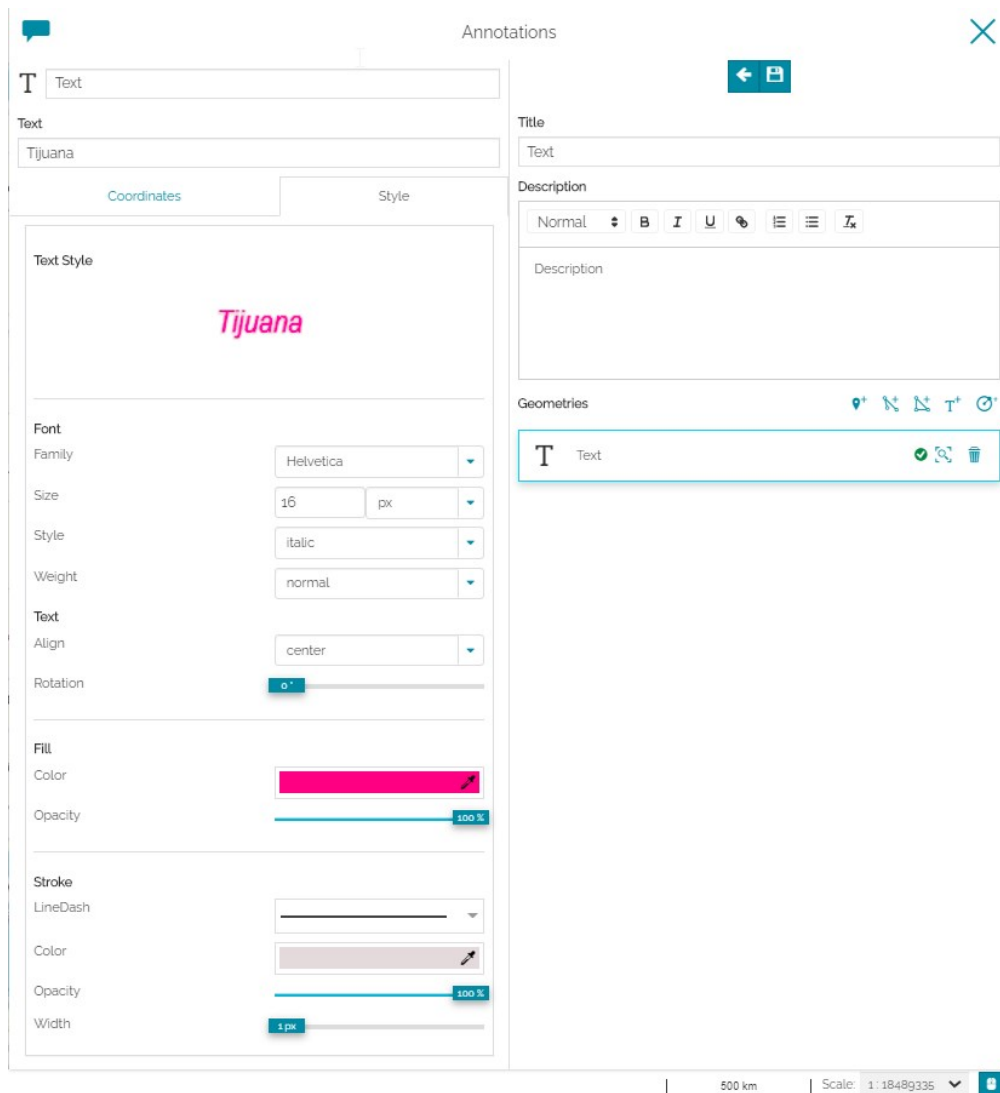 Annotations
Text
Text
Tijuana
Coordinates
Style
Text Style
Tijuana
Font
Family
Helvetica
Size
16
px
Style
italic
Weight
normal
Text
Align
center
Rotation
0 °
Fill
Color
Opacity
100 %
Stroke
LineDash
Color
Opacity
100 %
Width
1 px
Title
Text
Description
Normal
B I U
Description
Geometries
T+
T Text
500 km
Scale: 1 : 18489335